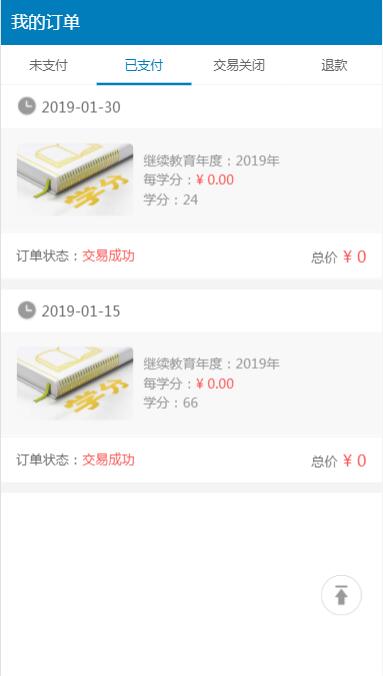 我的订单
未支付 已支付 交易关闭 退款
2019-01-30
学分
继续教育年度：2019年
每学分：¥ 0.00
学分：24
订单状态：交易成功 总价 ¥ 0
2019-01-15
学分
继续教育年度：2019年
每学分：¥ 0.00
学分：66
订单状态：交易成功 总价 ¥ 0